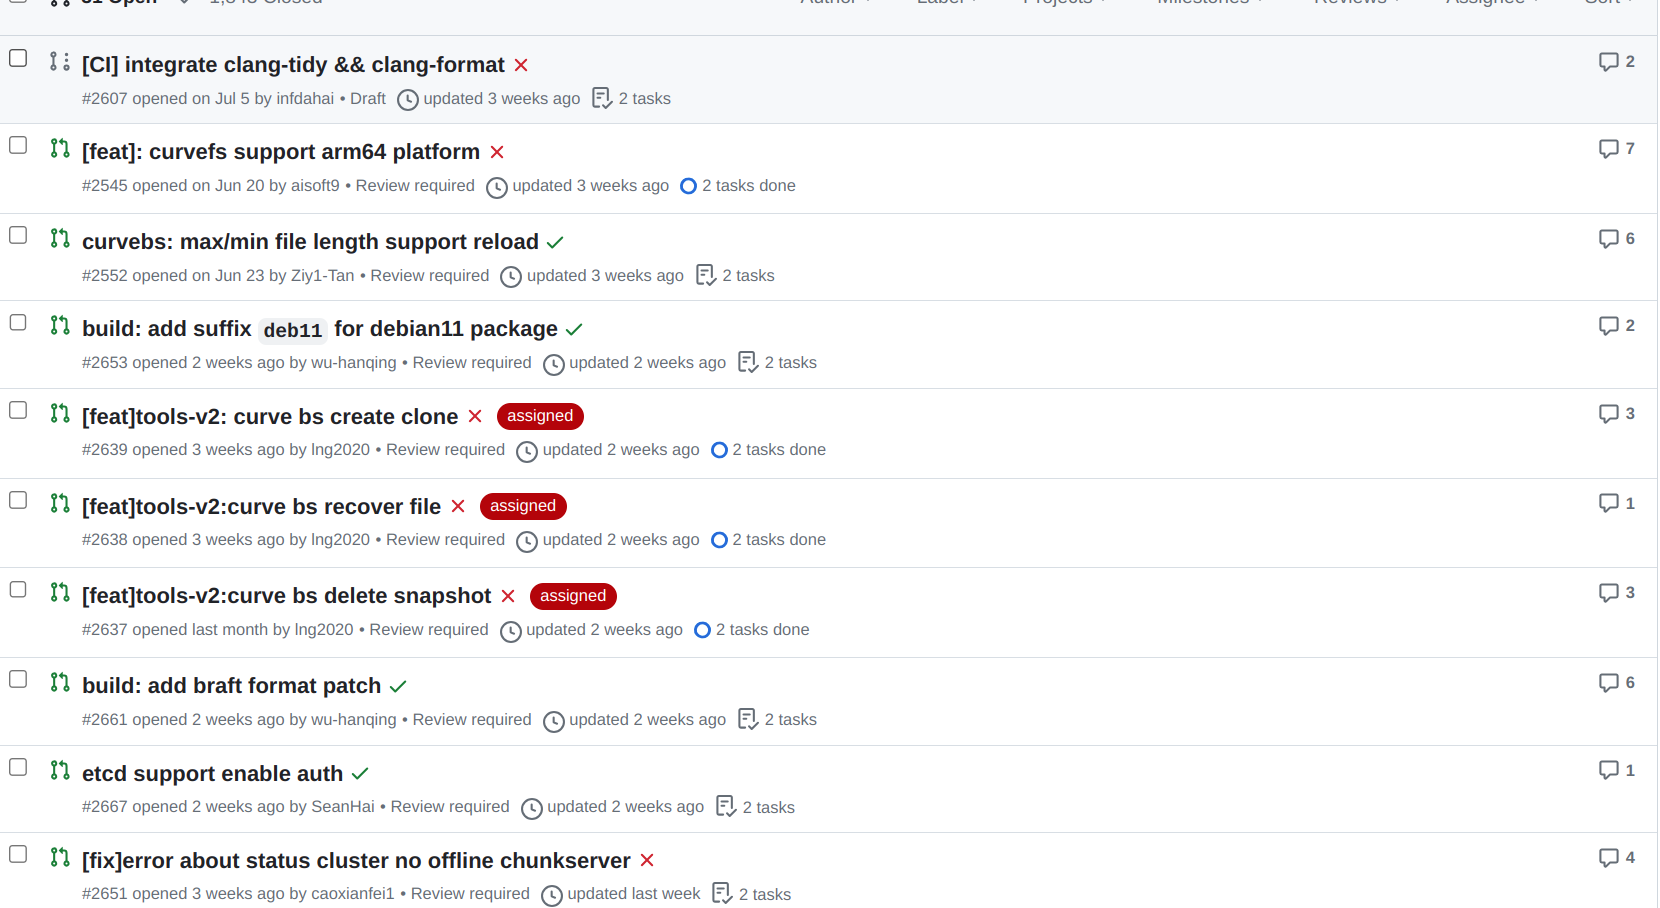 31 Open 1,843 Closed Author Label Projects Milestones Reviews Assignee Sort
[CI] integrate clang-tidy && clang-format 2
#2607 opened on Jul 5 by infdahai • Draft updated 3 weeks ago 2 tasks
[feat]: curvefs support arm64 platform 7
#2545 opened on Jun 20 by aisoft9 • Review required updated 3 weeks ago 2 tasks done
curvebs: max/min file length support reload 6
#2552 opened on Jun 23 by Ziy1-Tan • Review required updated 3 weeks ago 2 tasks
build: add suffix deb11 for debian11 package 2
#2653 opened 2 weeks ago by wu-hanqing • Review required updated 2 weeks ago 2 tasks
[feat]tools-v2: curve bs create clone assigned 3
#2639 opened 3 weeks ago by lng2020 • Review required updated 2 weeks ago 2 tasks done
[feat]tools-v2:curve bs recover file assigned 1
#2638 opened 3 weeks ago by lng2020 • Review required updated 2 weeks ago 2 tasks done
[feat]tools-v2:curve bs delete snapshot assigned 3
#2637 opened last month by lng2020 • Review required updated 2 weeks ago 2 tasks done
build: add braft format patch 6
#2661 opened 2 weeks ago by wu-hanqing • Review required updated 2 weeks ago 2 tasks
etcd support enable auth 1
#2667 opened 2 weeks ago by SeanHai • Review required updated 2 weeks ago 2 tasks
[fix]error about status cluster no offline chunkserver 4
#2651 opened 3 weeks ago by caoxianfei1 • Review required updated last week 2 tasks